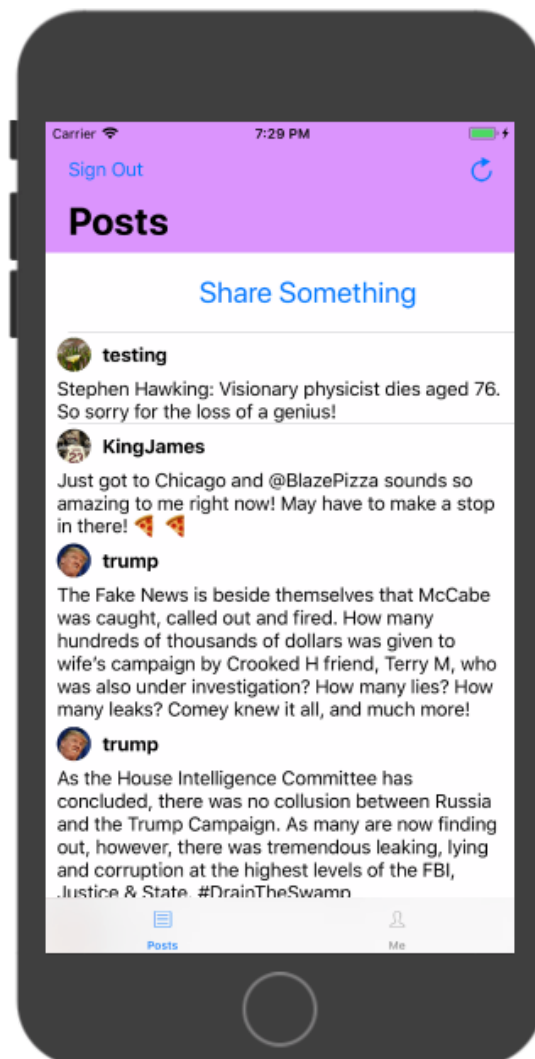 Carrier 7:29 PM
Sign Out
Posts
Share Something
testing
Stephen Hawking: Visionary physicist dies aged 76.
So sorry for the loss of a genius!
KingJames
Just got to Chicago and @BlazePizza sounds so
amazing to me right now! May have to make a stop
in there! 🍕 🍕
trump
The Fake News is beside themselves that McCabe
was caught, called out and fired. How many
hundreds of thousands of dollars was given to
wife’s campaign by Crooked H friend, Terry M, who
was also under investigation? How many lies? How
many leaks? Comey knew it all, and much more!
trump
As the House Intelligence Committee has
concluded, there was no collusion between Russia
and the Trump Campaign. As many are now finding
out, however, there was tremendous leaking, lying
and corruption at the highest levels of the FBI,
Justice & State. #DrainTheSwamp
Posts Me